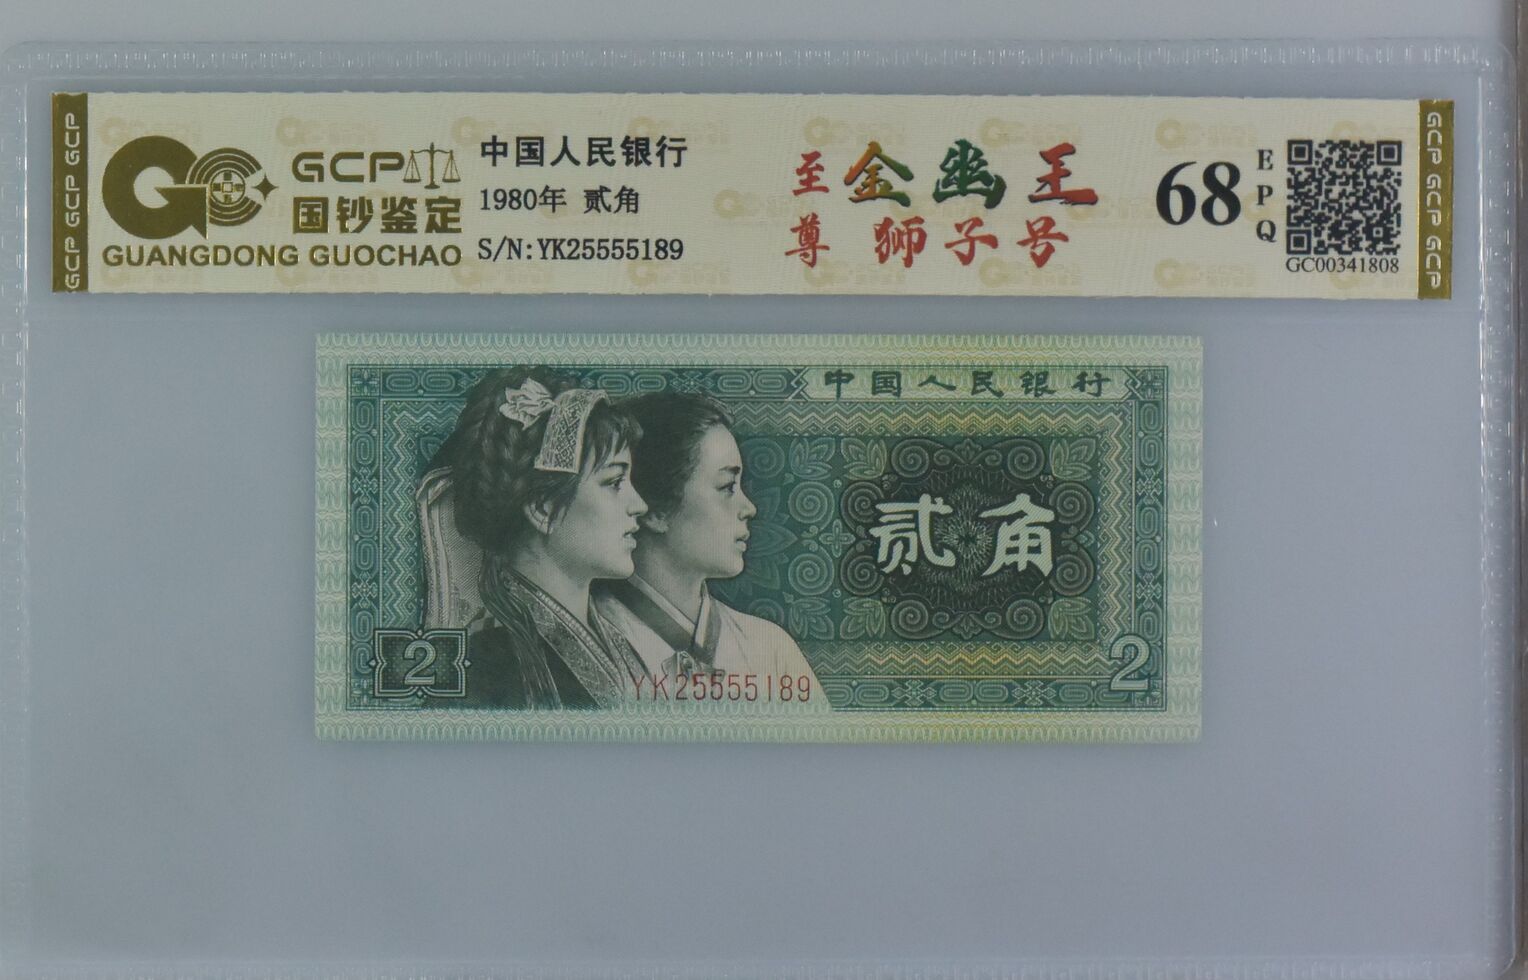 GCP GCP GCP
GCP
国钞鉴定
GUANGDONG GUOCHAO
中国人民银行
1980年 贰角
S/N:YK25555189
至尊
金幽王
狮子号
68
EPQ
GC00341808
GCP GCP GCP
中国人民银行
贰角
2
YK25555189
2